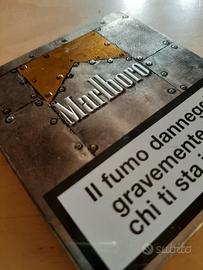 Marlboro
Il fumo danneg
gravemente
chi ti sta i
subito